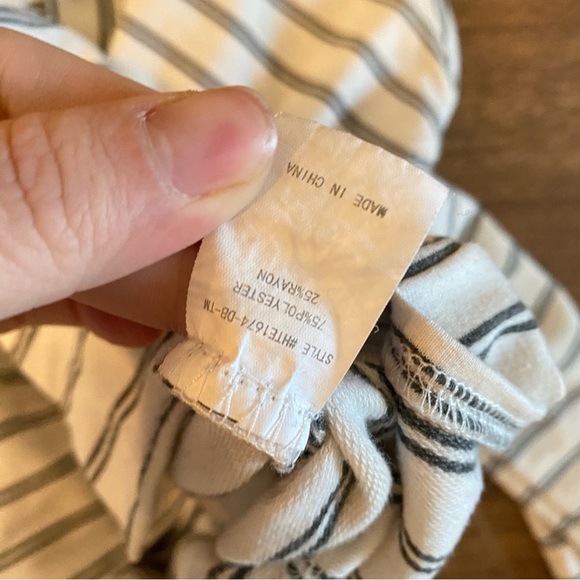 STYLE #HTE1674-DB-TM
75%POLYESTER
25%RAYON
MADE IN CHINA